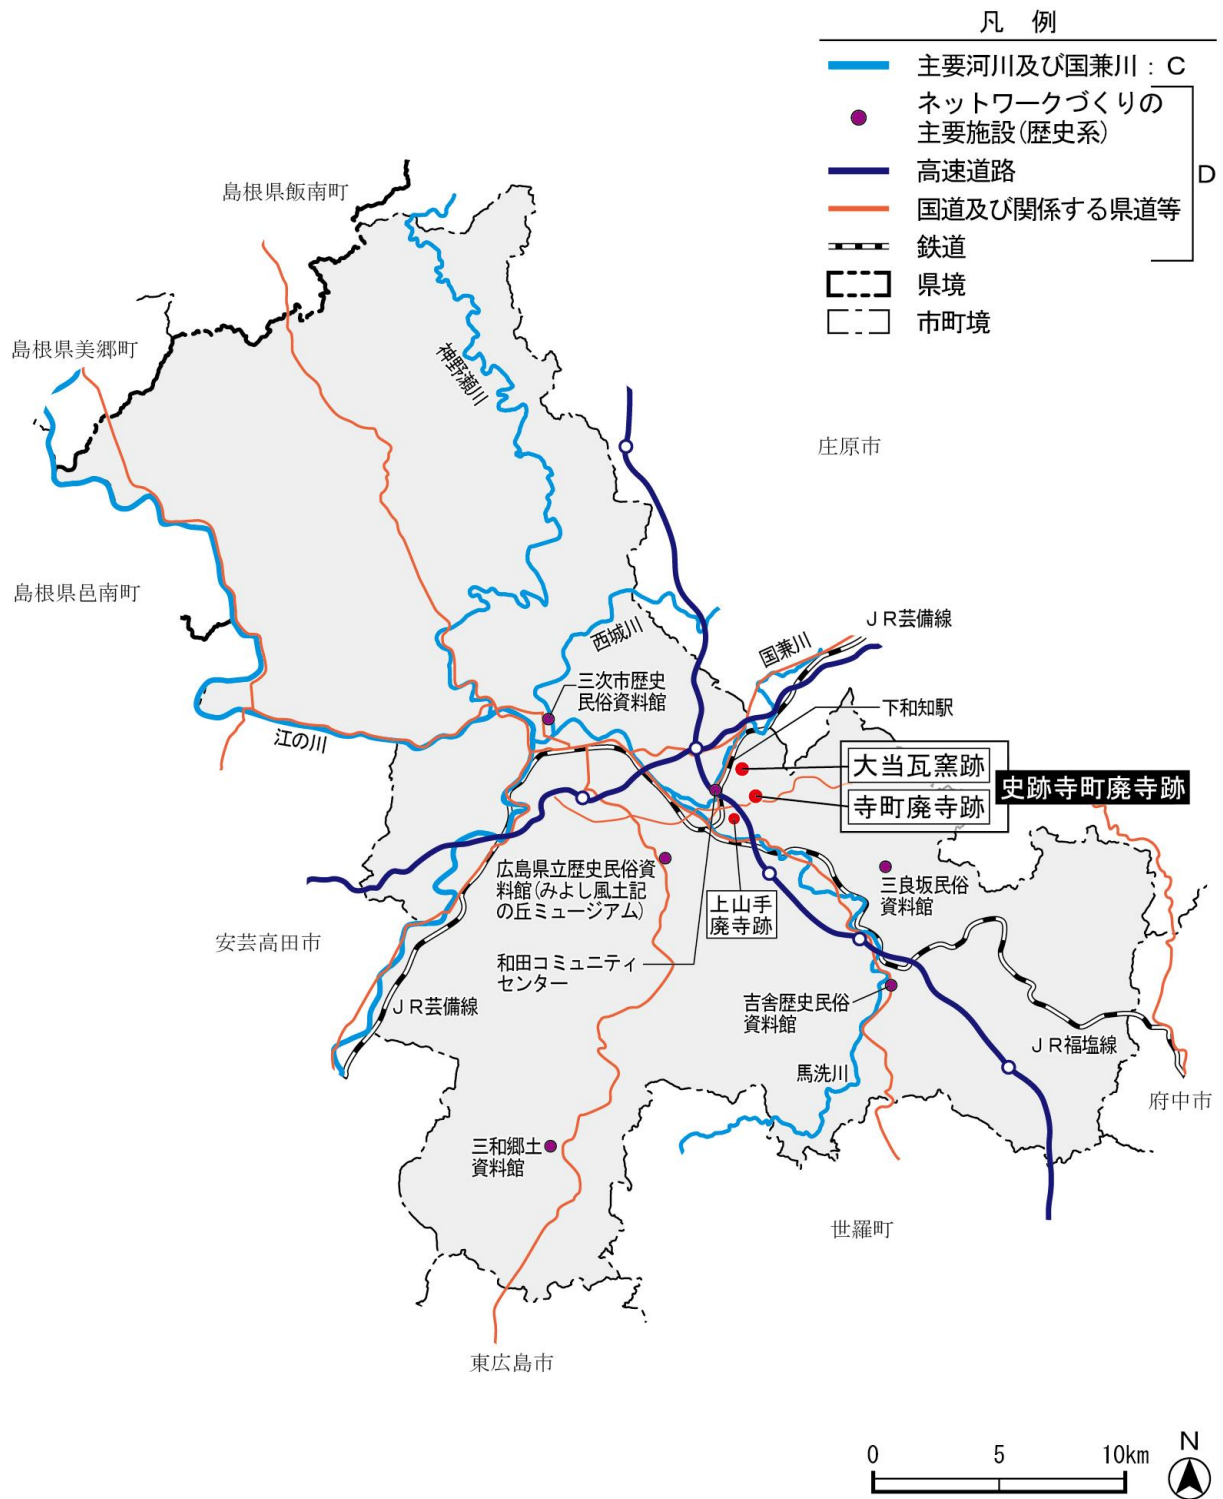 凡 例
主要河川及び国兼川：C
ネットワークづくりの
主要施設(歴史系)
高速道路
国道及び関係する県道等
鉄道
D
県境
市町境
島根県飯南町
島根県美郷町
神野瀬川
庄原市
島根県邑南町
西城川
国兼川
JR芸備線
三次市歴史
民俗資料館
下和知駅
江の川
大当瓦窯跡
寺町廃寺跡
史跡寺町廃寺跡
広島県立歴史民俗資
料館(みよし風土記
の丘ミュージアム)
上山手
廃寺跡
三良坂民俗
資料館
安芸高田市
和田コミュニティ
センター
JR芸備線
吉舎歴史民俗
資料館
JR福塩線
馬洗川
府中市
三和郷土
資料館
世羅町
東広島市
0 5 10km
N